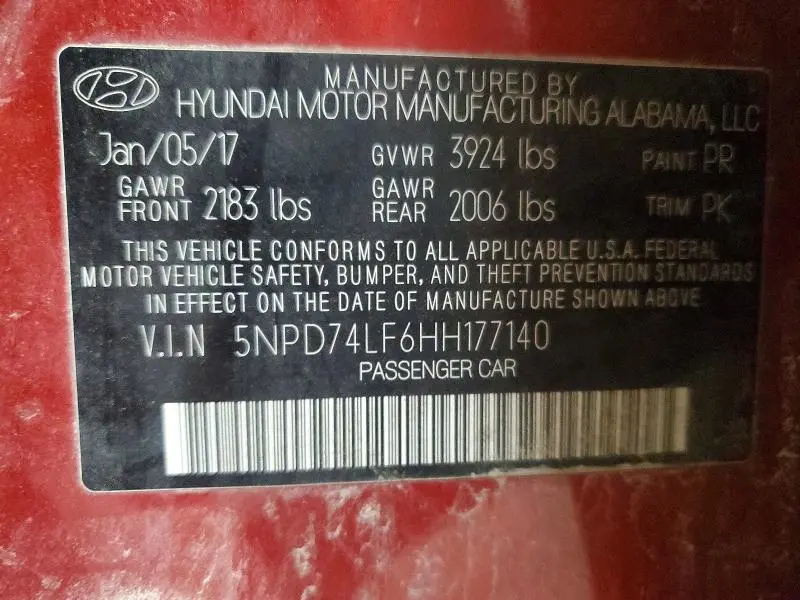 MANUFACTURED BY
HYUNDAI MOTOR MANUFACTURING ALABAMA, LLC
Jan/05/17 GVWR 3924 lbs PAINT PR
GAWR FRONT 2183 lbs GAWR REAR 2006 lbs TRIM PK
THIS VEHICLE CONFORMS TO ALL APPLICABLE U.S.A. FEDERAL
MOTOR VEHICLE SAFETY, BUMPER, AND THEFT PREVENTION STANDARDS
IN EFFECT ON THE DATE OF MANUFACTURE SHOWN ABOVE
V.I.N 5NPD74LF6HH177140
PASSENGER CAR